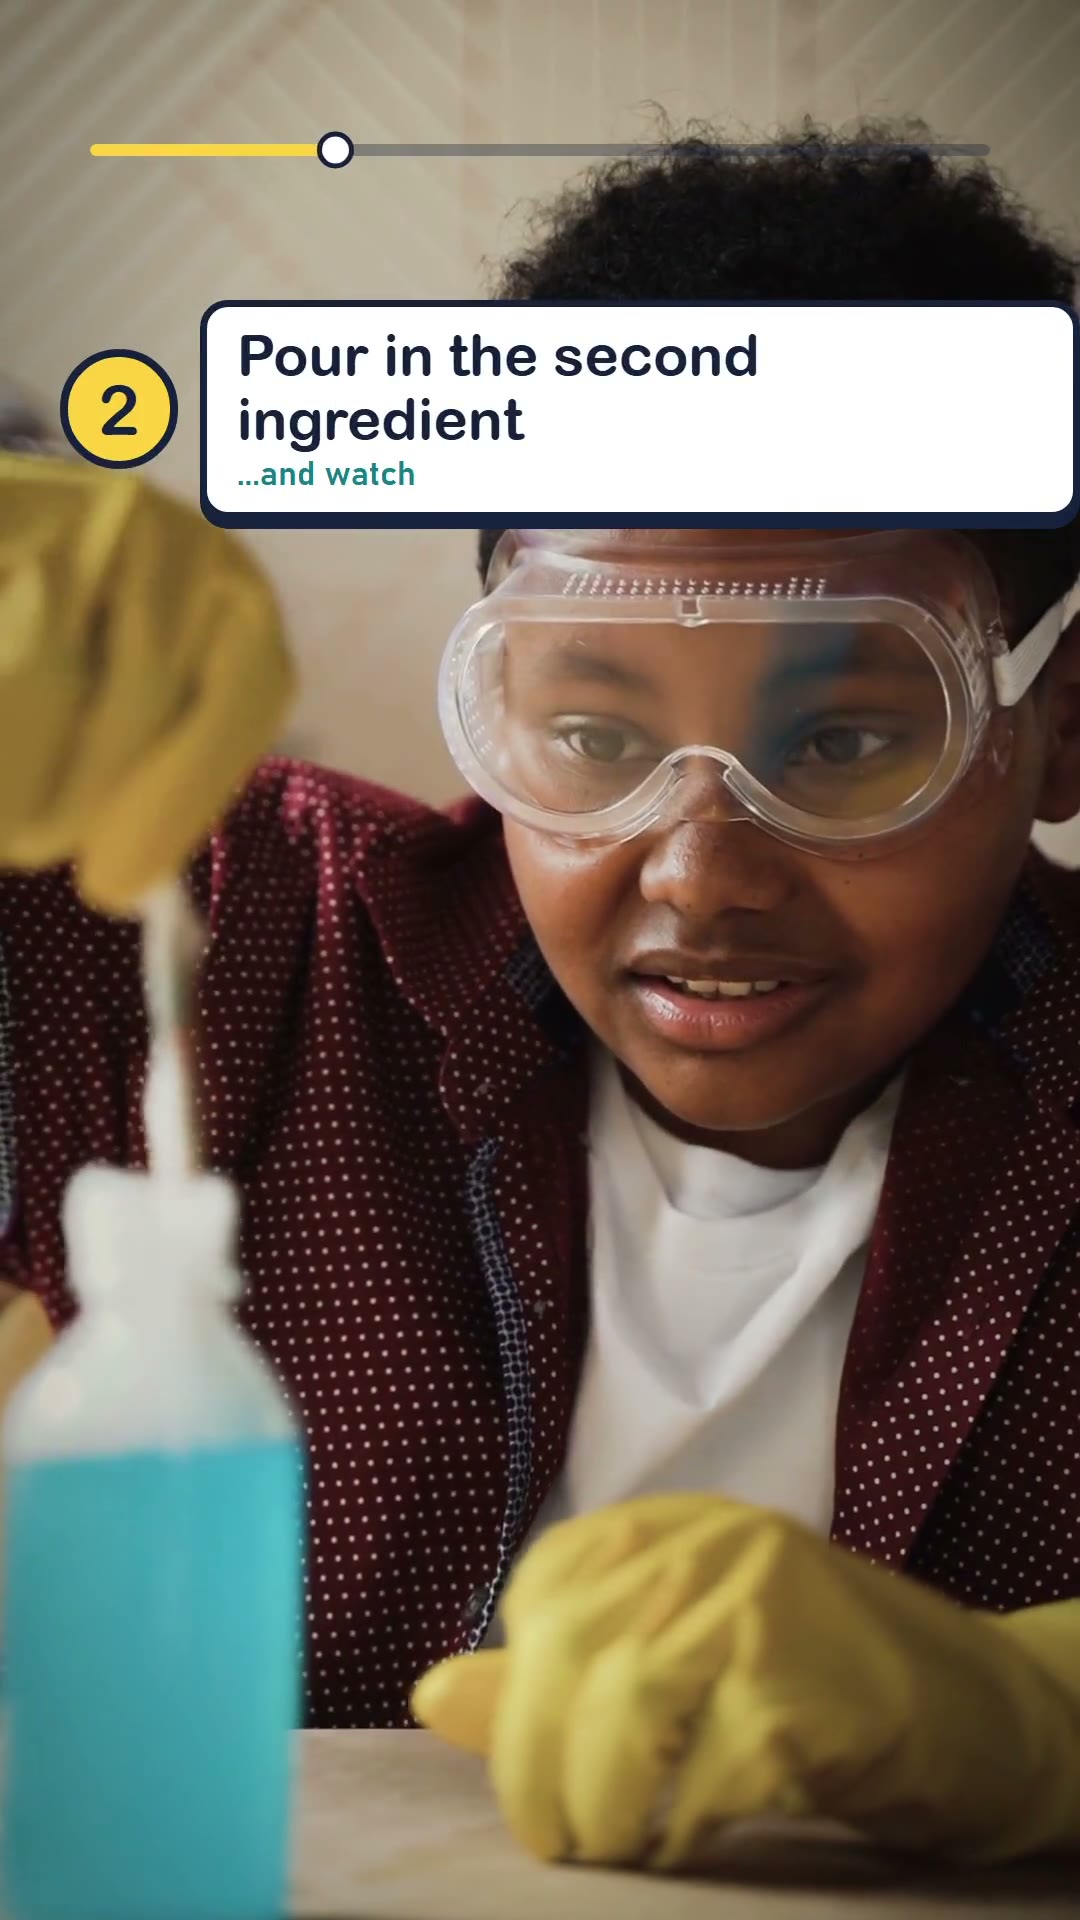 2
Pour in the second
ingredient
...and watch